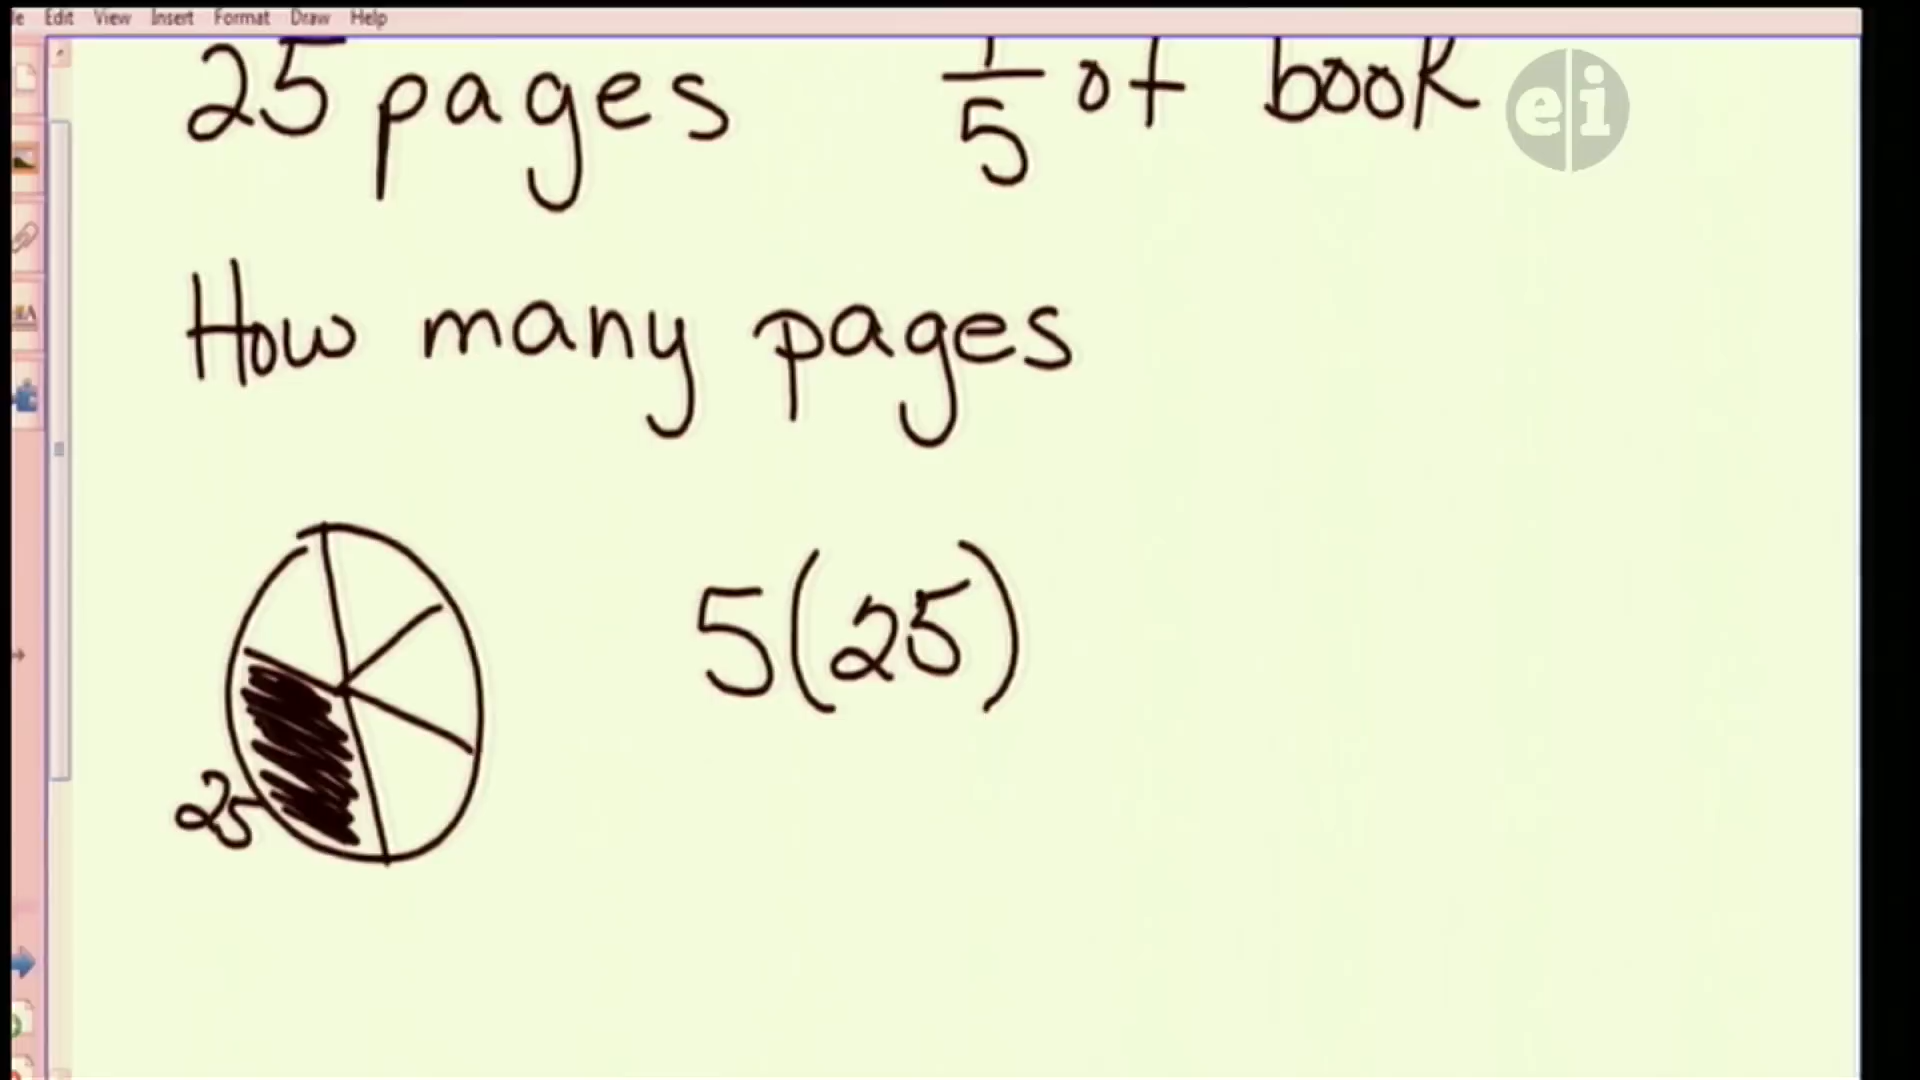 Edit View Insert Format Draw Help
25 pages 1/5 of book
ei
How many pages
5(25)
25